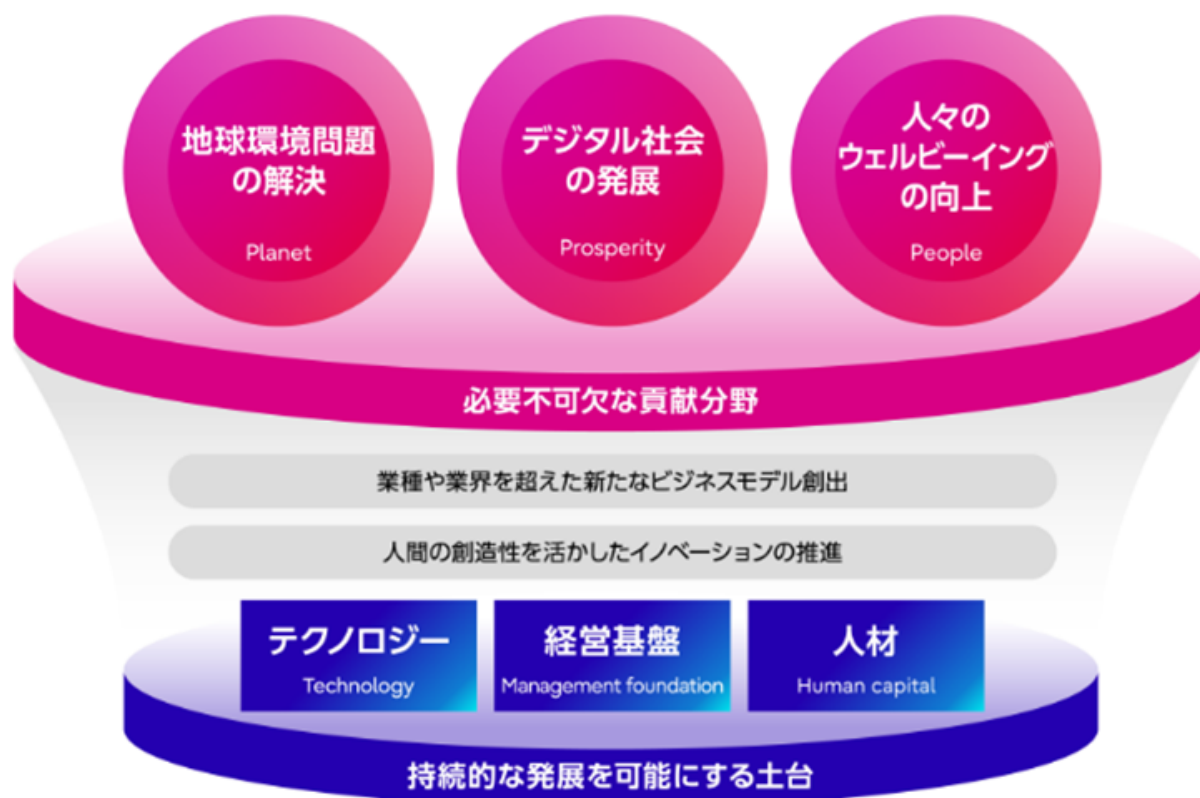 地球環境問題
の解決
Planet
デジタル社会
の発展
Prosperity
人々の
ウェルビーイング
の向上
People
必要不可欠な貢献分野
業種や業界を超えた新たなビジネスモデル創出
人間の創造性を活かしたイノベーションの推進
テクノロジー
Technology
経営基盤
Management foundation
人材
Human capital
持続的な発展を可能にする土台